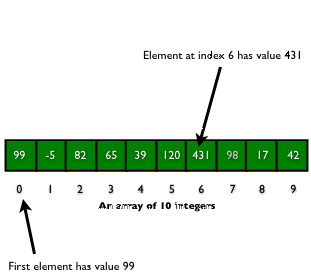 Element at index 6 has value 431
99 -5 82 65 39 120 431 98 17 42
0 1 2 3 4 5 6 7 8 9
An array of 10 integers
First element has value 99